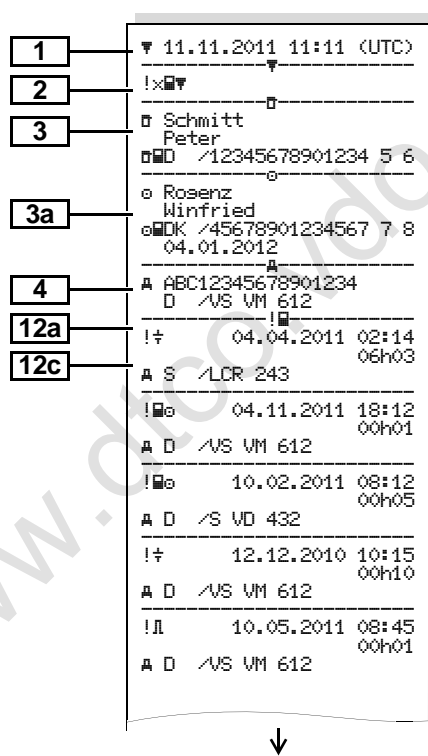 1
▼ 11.11.2011 11:11 (UTC)
2
!×▼
3
Schmitt
Peter
D /12345678901234 5 6
3a
Rogenz
Winfried
DK /45678901234567 7 8
04.01.2012
4
A ABC12345678901234
D /VS VM 612
12a
! 04.04.2011 02:14
06h03
12c
A S /LCR 243
! 04.11.2011 18:12
00h01
A D /VS VM 612
! 10.02.2011 08:12
00h05
A D /S VD 432
! 12.12.2010 10:15
00h10
A D /VS VM 612
! 10.05.2011 08:45
00h01
A D /VS VM 612